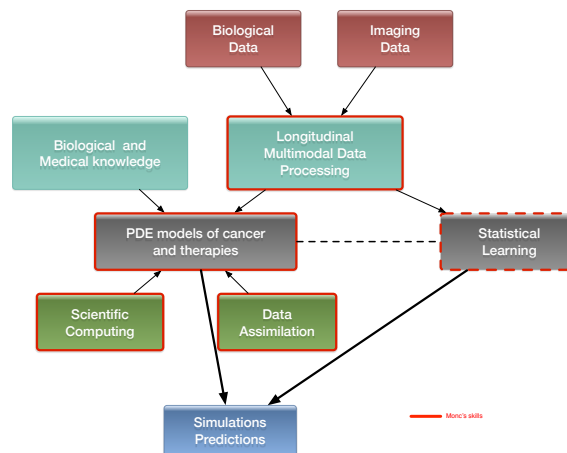 Biological
Data
Imaging
Data
Biological and
Medical knowledge
Longitudinal
Multimodal Data
Processing
PDE models of cancer
and therapies
Statistical
Learning
Scientific
Computing
Data
Assimilation
Simulations
Predictions
Monc's skills